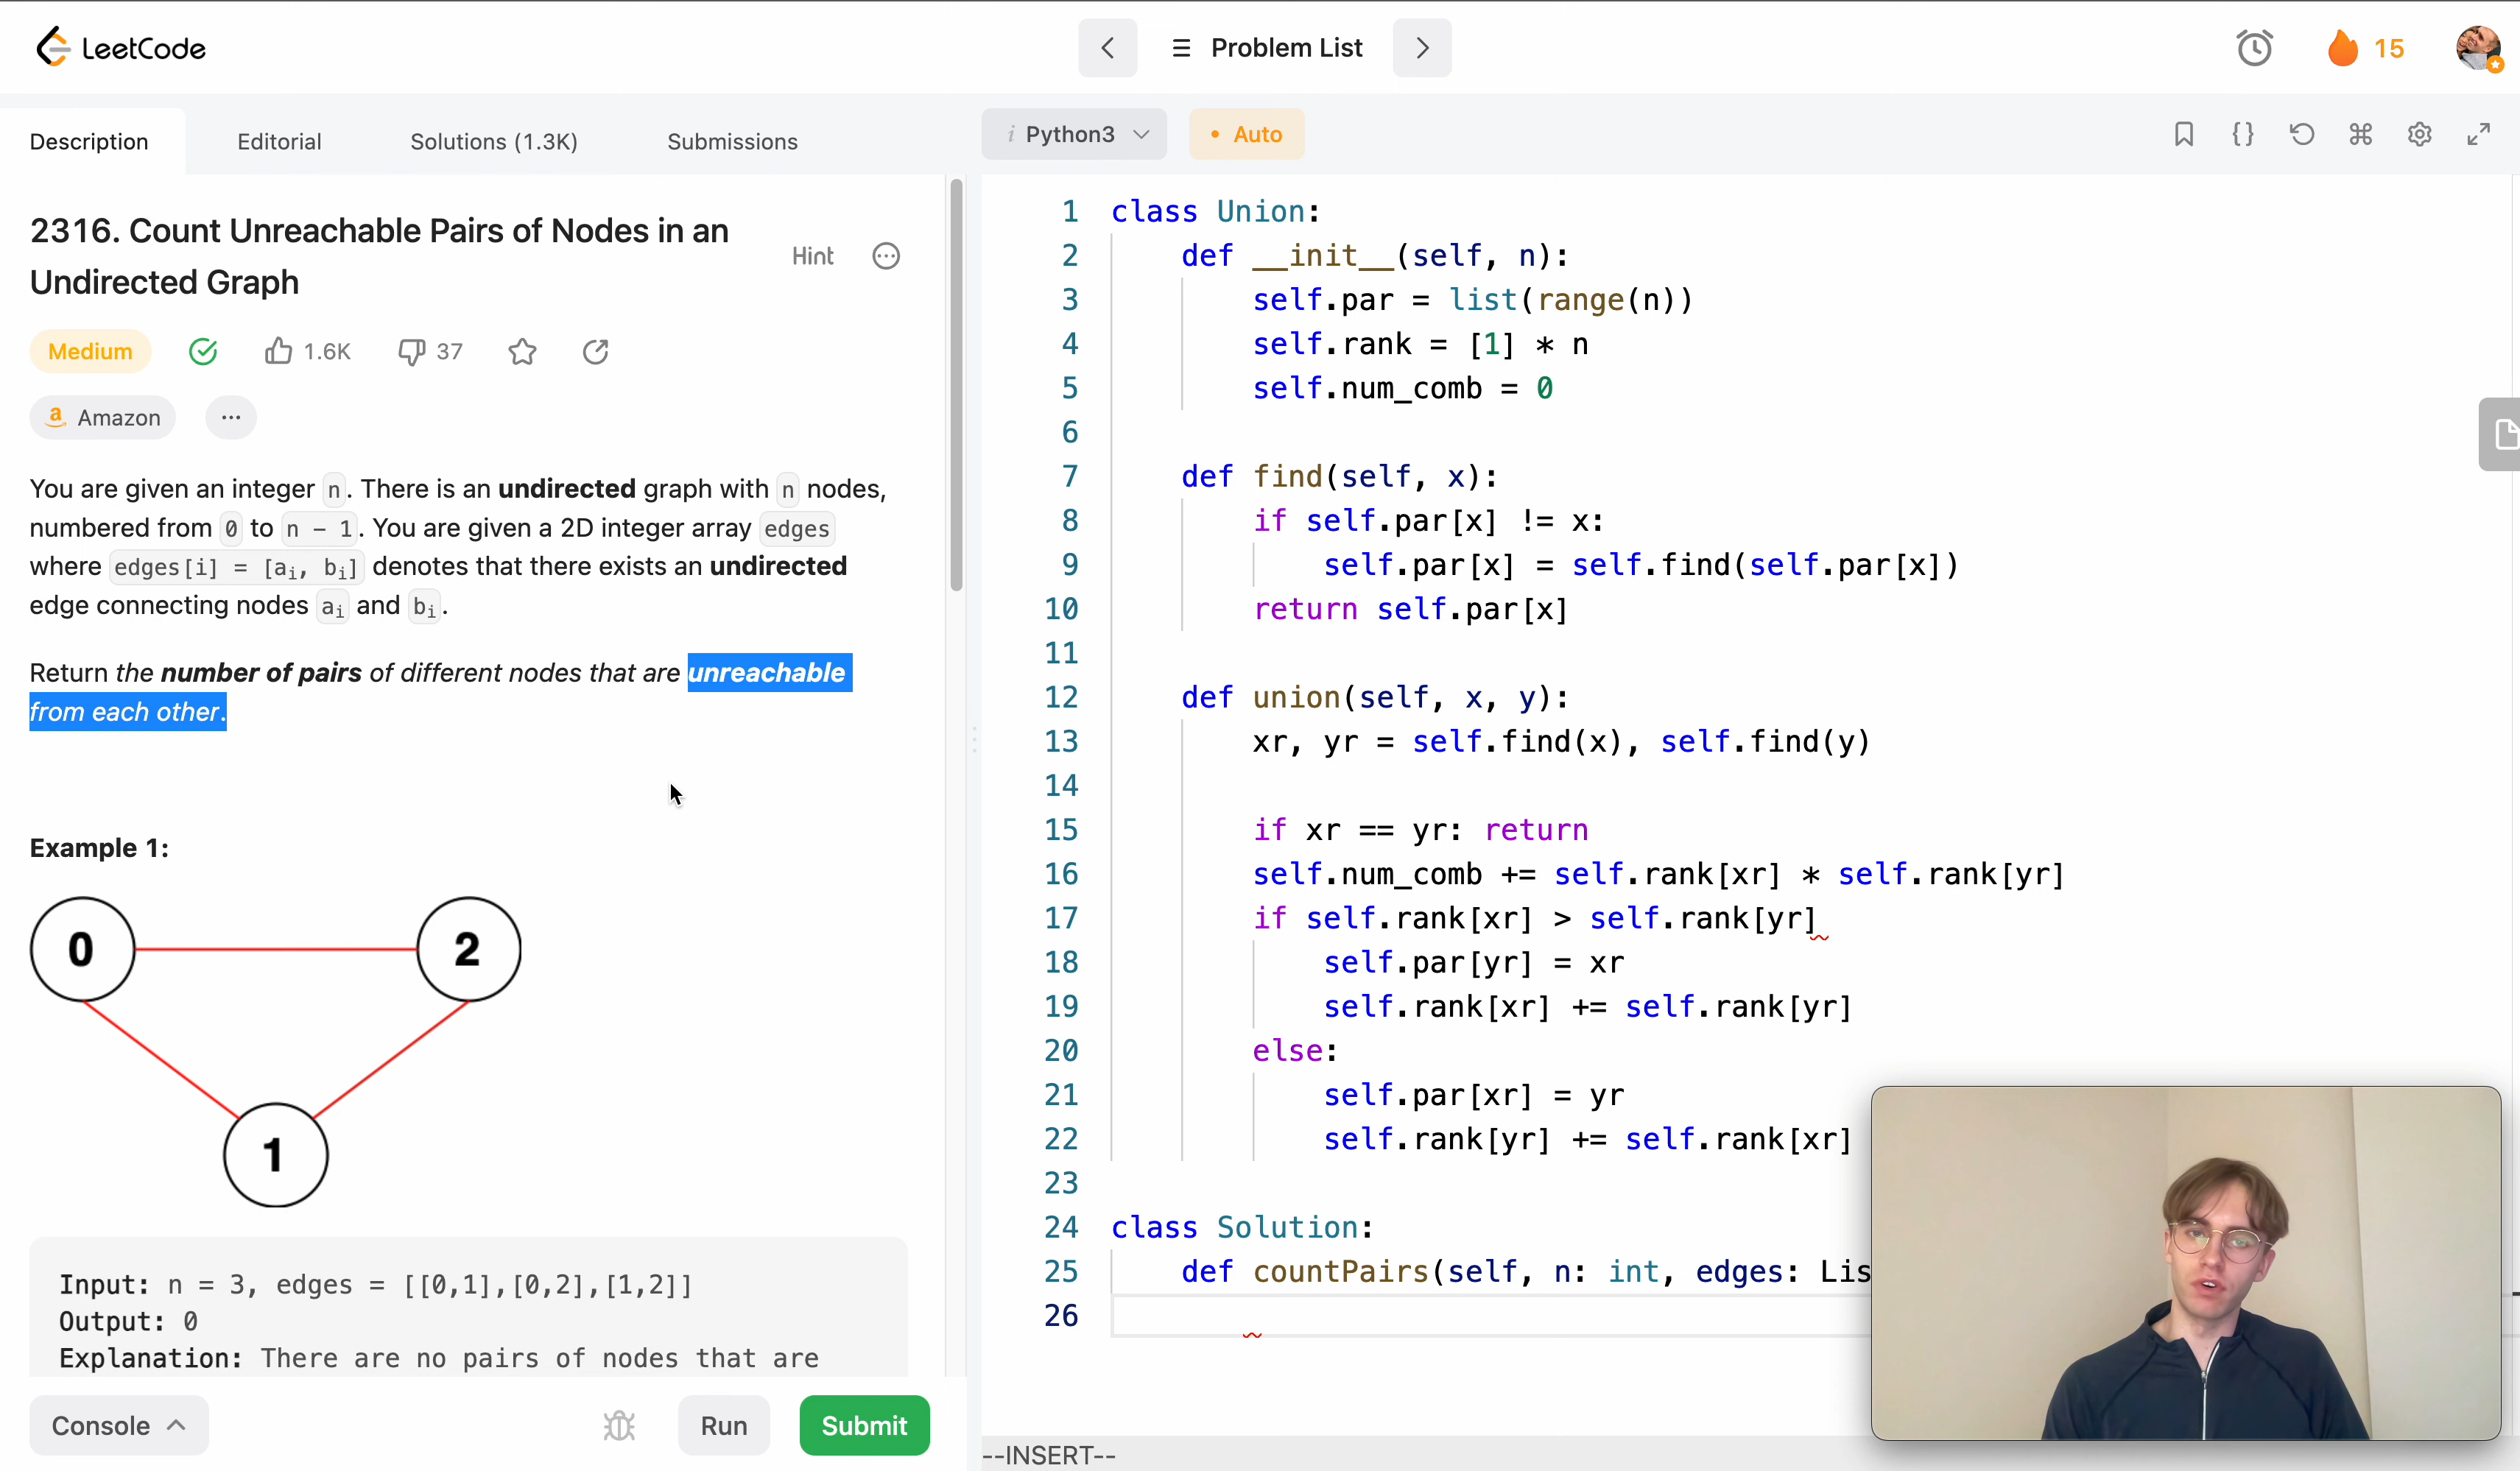 LeetCode
Problem List
15
Description
Editorial
Solutions (1.3K)
Submissions
2316. Count Unreachable Pairs of Nodes in an
Undirected Graph
Hint
Medium
1.6K
37
Amazon
You are given an integer n. There is an undirected graph with n nodes,
numbered from 0 to n - 1. You are given a 2D integer array edges
where edges[i] = [ai, bi] denotes that there exists an undirected
edge connecting nodes ai and bi.
Return the number of pairs of different nodes that are unreachable
from each other.
Example 1:
0
2
1
Input: n = 3, edges = [[0,1],[0,2],[1,2]]
Output: 0
Explanation: There are no pairs of nodes that are
Console
Run
Submit
i Python3
• Auto
1 class Union:
2 def __init__(self, n):
3 self.par = list(range(n))
4 self.rank = [1] * n
5 self.num_comb = 0
6
7 def find(self, x):
8 if self.par[x] != x:
9 self.par[x] = self.find(self.par[x])
10 return self.par[x]
11
12 def union(self, x, y):
13 xr, yr = self.find(x), self.find(y)
14
15 if xr == yr: return
16 self.num_comb += self.rank[xr] * self.rank[yr]
17 if self.rank[xr] > self.rank[yr]
18 self.par[yr] = xr
19 self.rank[xr] += self.rank[yr]
20 else:
21 self.par[xr] = yr
22 self.rank[yr] += self.rank[xr]
23
24 class Solution:
25 def countPairs(self, n: int, edges: Lis
26
--INSERT--